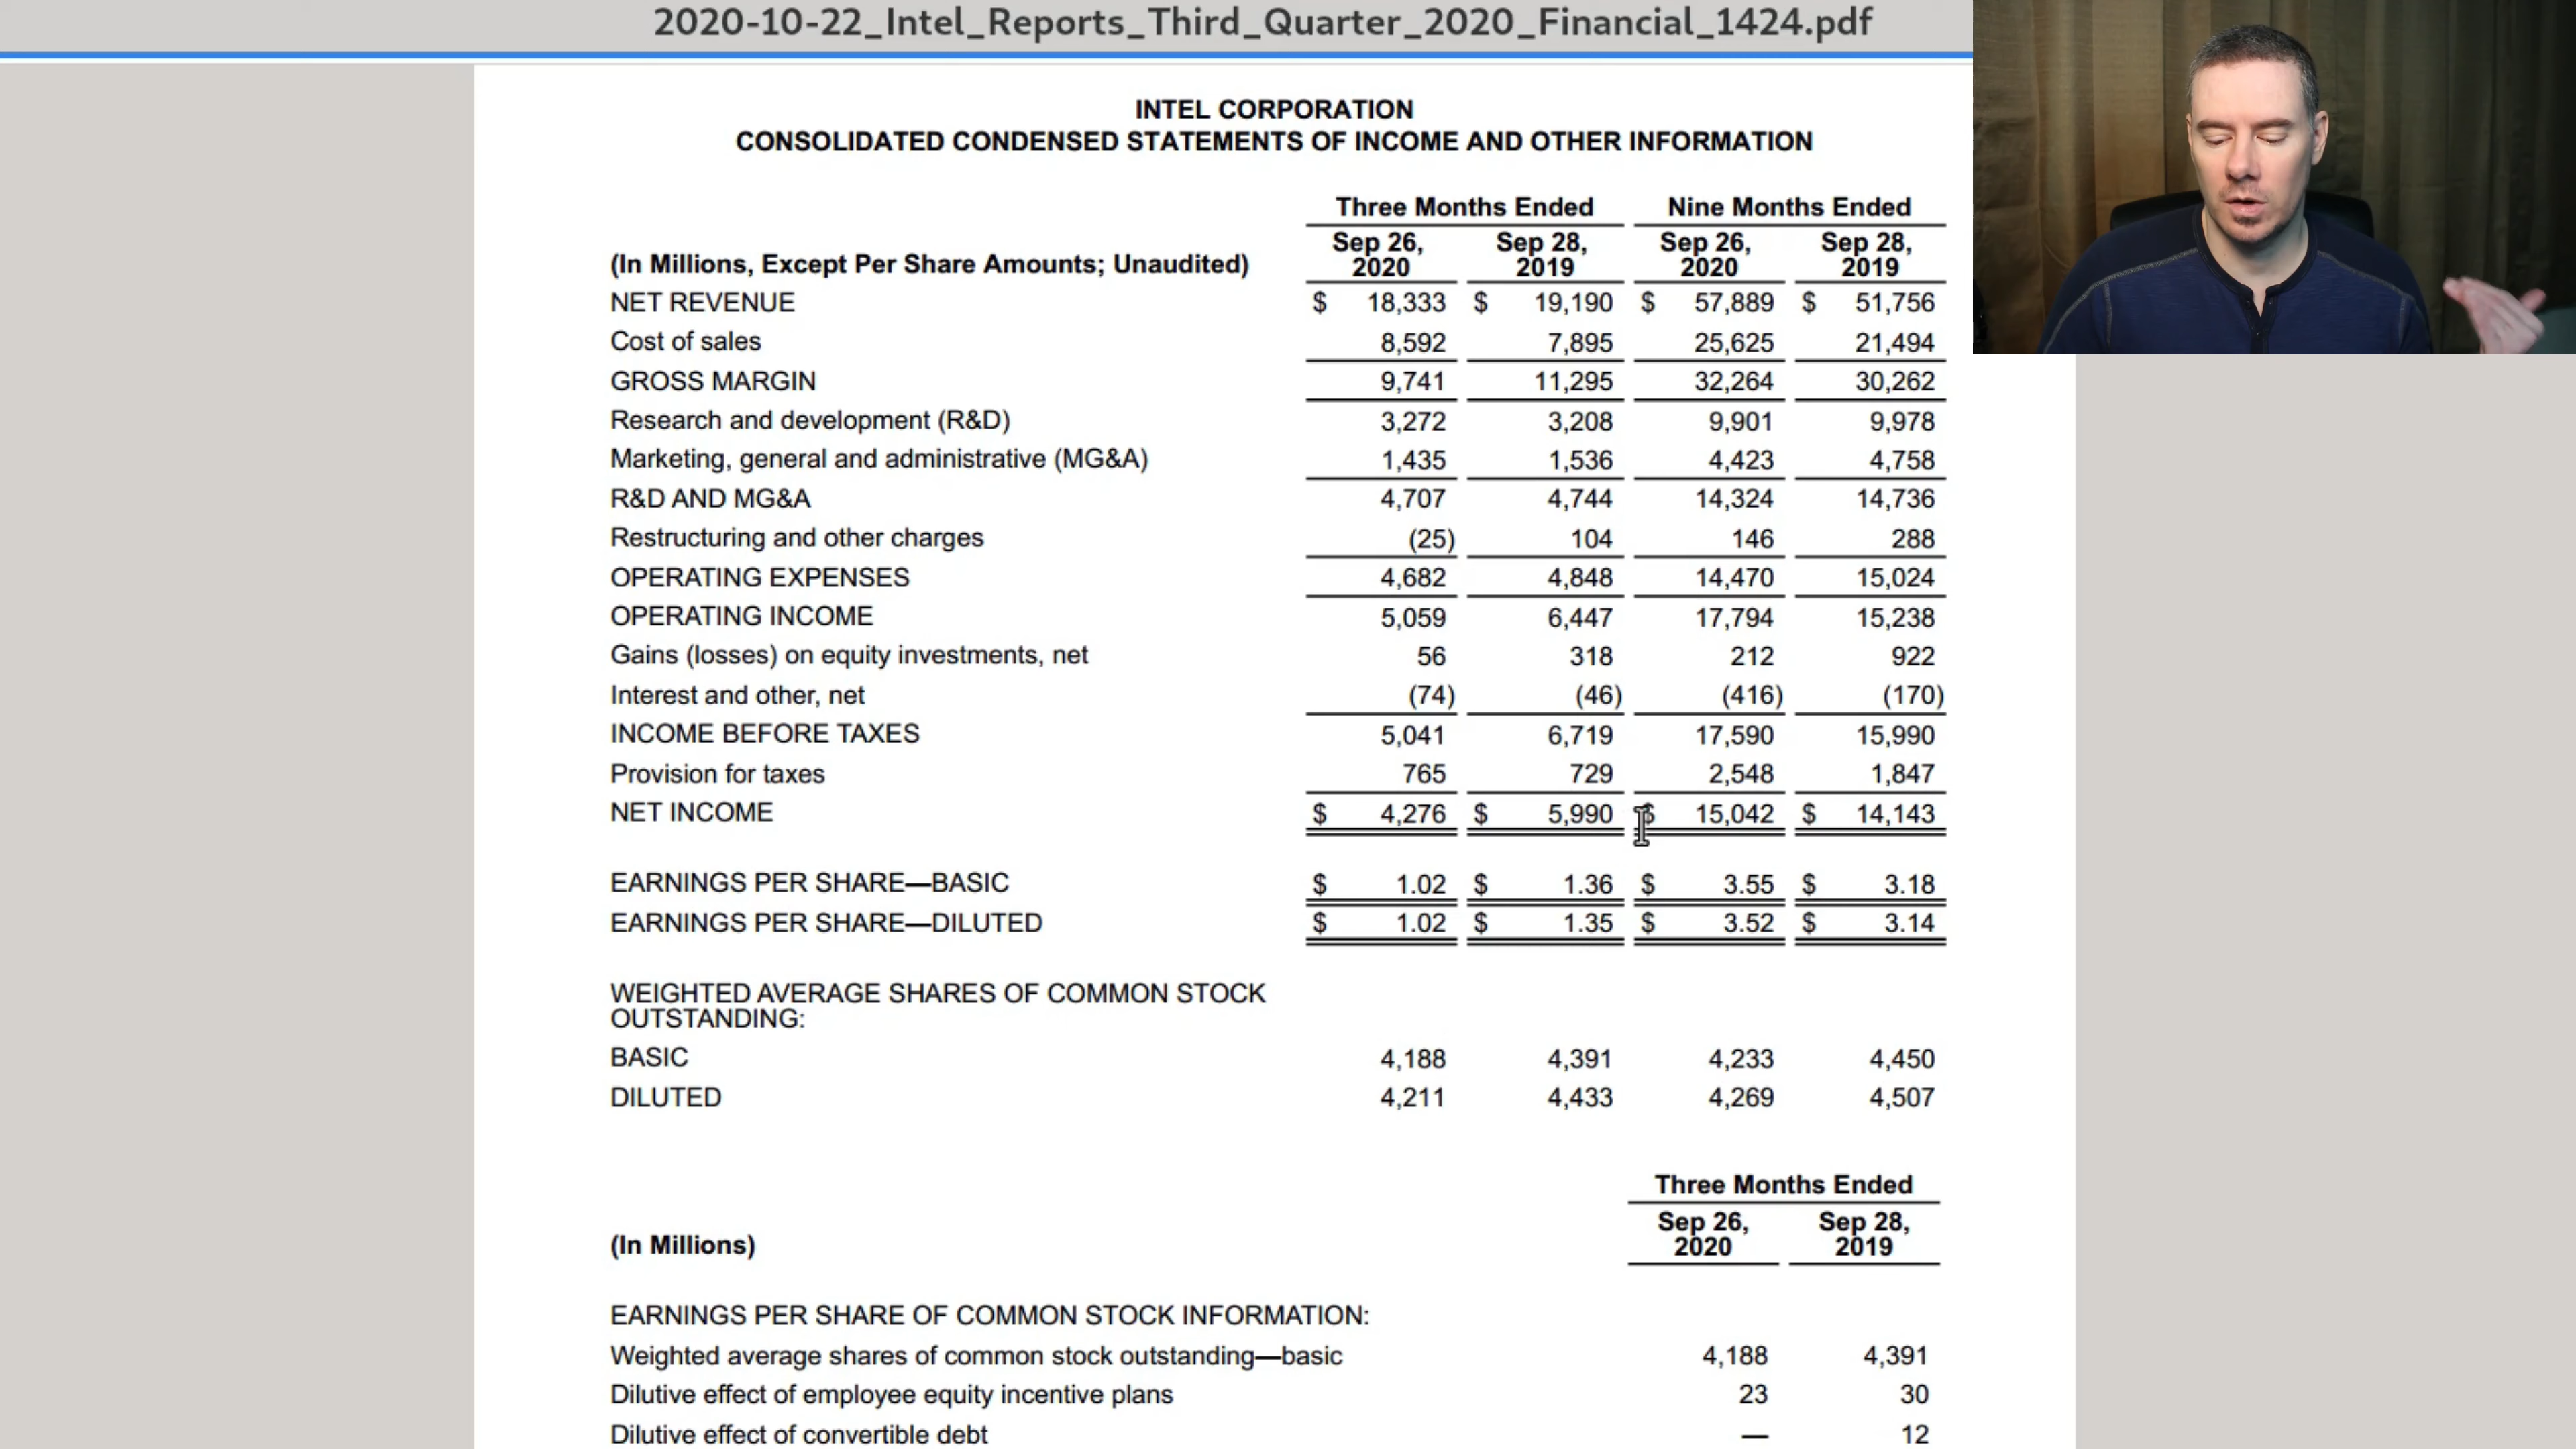 2020-10-22_Intel_Reports_Third_Quarter_2020_Financial_1424.pdf
INTEL CORPORATION
CONSOLIDATED CONDENSED STATEMENTS OF INCOME AND OTHER INFORMATION
Three Months Ended Nine Months Ended
(In Millions, Except Per Share Amounts; Unaudited) Sep 26, 2020 Sep 28, 2019 Sep 26, 2020 Sep 28, 2019
NET REVENUE $ 18,333 $ 19,190 $ 57,889 $ 51,756
Cost of sales 8,592 7,895 25,625 21,494
GROSS MARGIN 9,741 11,295 32,264 30,262
Research and development (R&D) 3,272 3,208 9,901 9,978
Marketing, general and administrative (MG&A) 1,435 1,536 4,423 4,758
R&D AND MG&A 4,707 4,744 14,324 14,736
Restructuring and other charges (25) 104 146 288
OPERATING EXPENSES 4,682 4,848 14,470 15,024
OPERATING INCOME 5,059 6,447 17,794 15,238
Gains (losses) on equity investments, net 56 318 212 922
Interest and other, net (74) (46) (416) (170)
INCOME BEFORE TAXES 5,041 6,719 17,590 15,990
Provision for taxes 765 729 2,548 1,847
NET INCOME $ 4,276 $ 5,990 $ 15,042 $ 14,143
EARNINGS PER SHARE—BASIC $ 1.02 $ 1.36 $ 3.55 $ 3.18
EARNINGS PER SHARE—DILUTED $ 1.02 $ 1.35 $ 3.52 $ 3.14
WEIGHTED AVERAGE SHARES OF COMMON STOCK
OUTSTANDING:
BASIC 4,188 4,391 4,233 4,450
DILUTED 4,211 4,433 4,269 4,507
Three Months Ended
(In Millions) Sep 26, 2020 Sep 28, 2019
EARNINGS PER SHARE OF COMMON STOCK INFORMATION:
Weighted average shares of common stock outstanding—basic 4,188 4,391
Dilutive effect of employee equity incentive plans 23 30
Dilutive effect of convertible debt — 12